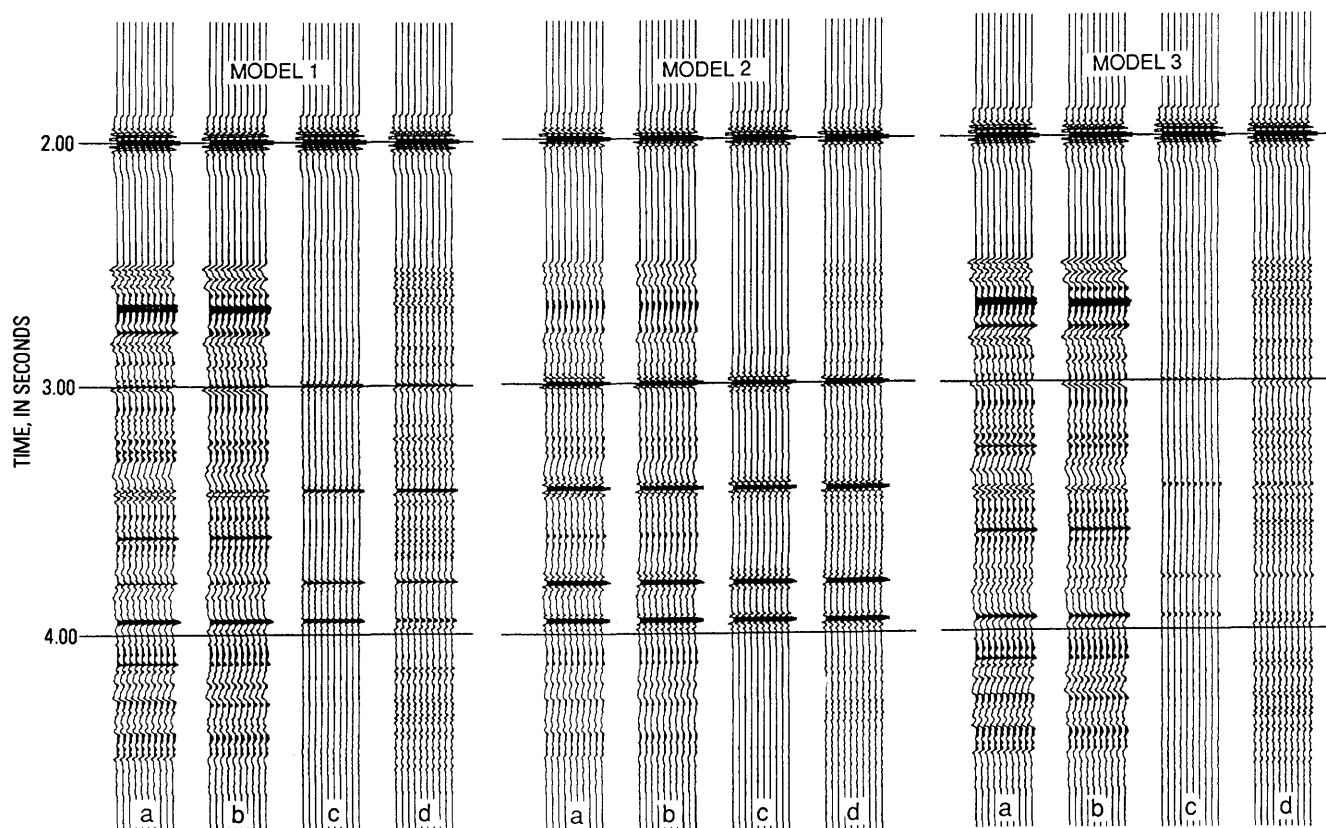 MODEL 1
MODEL 2
MODEL 3
2.00
3.00
4.00
TIME, IN SECONDS
a b c d
a b c d
a b c d